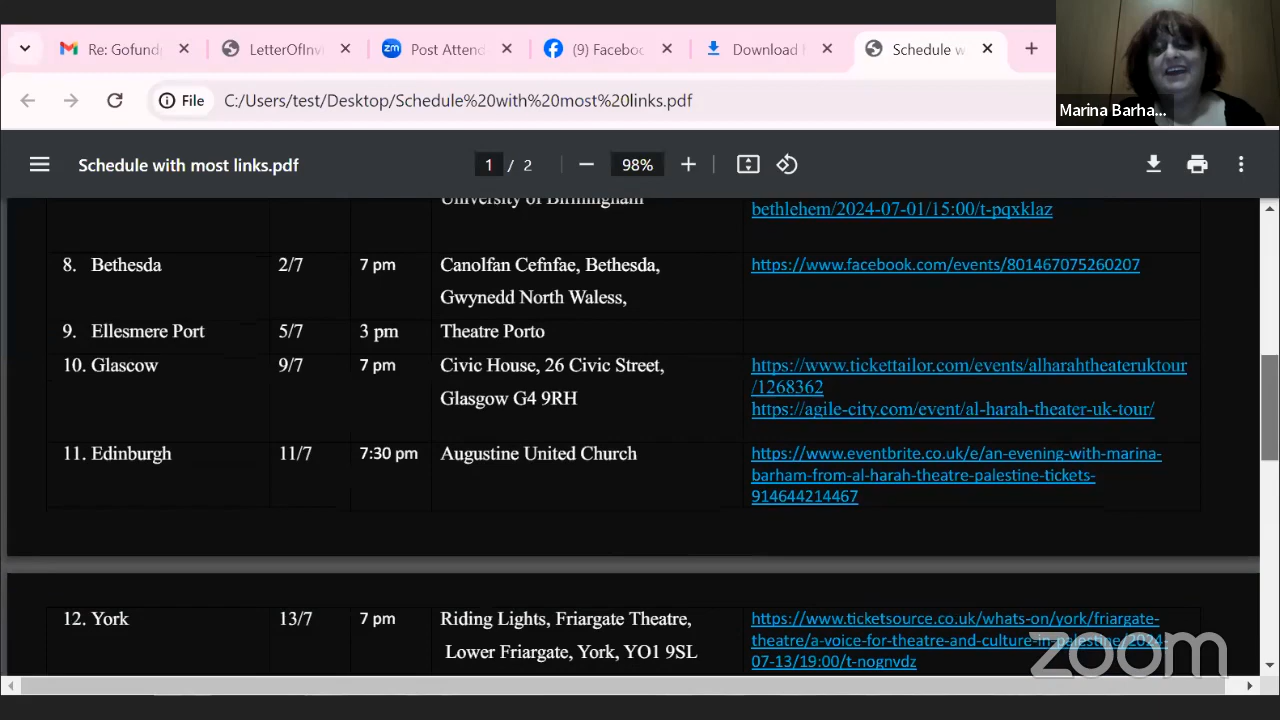 Re: Gofund
LetterOfInvi
Post Attend
(9) Faceboo
Download
Schedule w
File
C:/Users/test/Desktop/Schedule%20with%20most%20links.pdf
Marina Barha...
Schedule with most links.pdf
1 / 2
98%
University of Birmingham
bethlehem/2024-07-01/15:00/t-pqxklaz
8. Bethesda 2/7 7 pm Canolfan Cefnfae, Bethesda, https://www.facebook.com/events/801467075260207
Gwynedd North Waless,
9. Ellesmere Port 5/7 3 pm Theatre Porto
10. Glascow 9/7 7 pm Civic House, 26 Civic Street, https://www.tickettailor.com/events/alharahtheateruktour
/1268362
Glasgow G4 9RH
https://agile-city.com/event/al-harah-theater-uk-tour/
11. Edinburgh 11/7 7:30 pm Augustine United Church https://www.eventbrite.co.uk/e/an-evening-with-marina-
barham-from-al-harah-theatre-palestine-tickets-
914644214467
12. York 13/7 7 pm Riding Lights, Friargate Theatre, https://www.ticketsource.co.uk/whats-on/york/friargate-
theatre/a-voice-for-theatre-and-culture-in-palestine/2024-
Lower Friargate, York, YO1 9SL
07-13/19:00/t-nognvdz
zoom